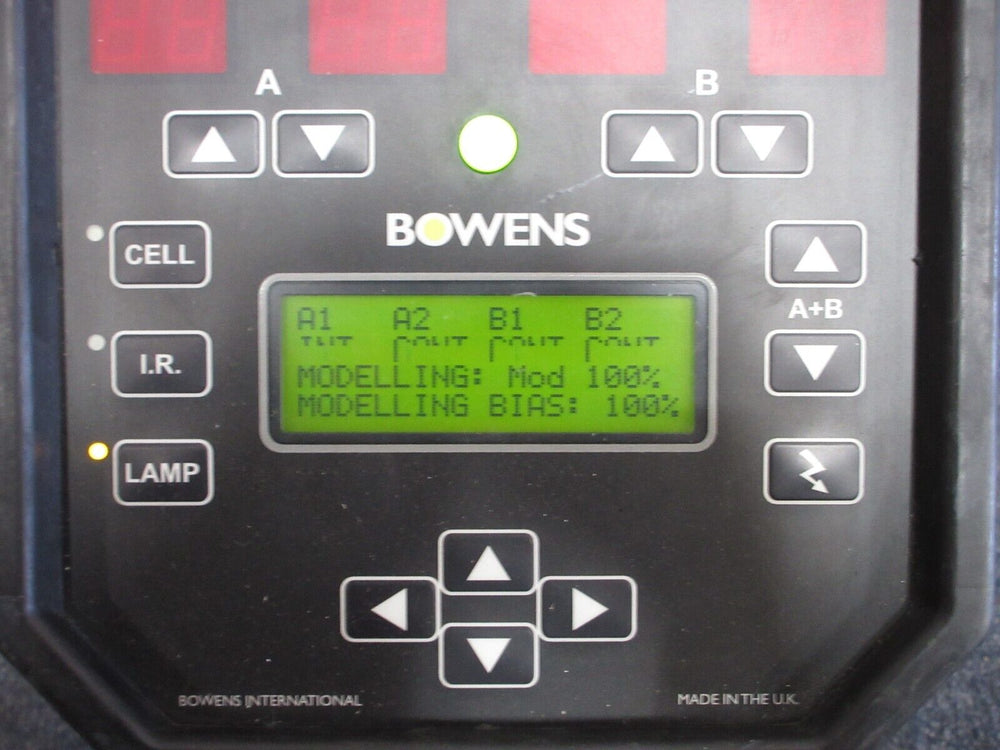 A B
BOWENS
CELL
A1 A2 B1 B2
A+B
I.R.
MODELLING: Mod 100%
MODELLING BIAS: 100%
LAMP
BOWENS INTERNATIONAL MADE IN THE U.K.